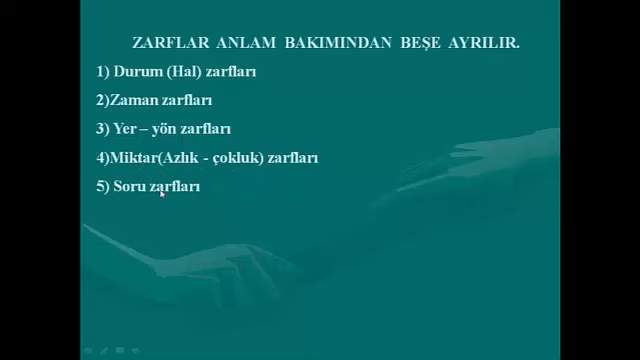 ZARFLAR ANLAM BAKIMINDAN BEŞE AYRILIR.
1) Durum (Hal) zarfları
2)Zaman zarfları
3) Yer – yön zarfları
4)Miktar(Azlık - çokluk) zarfları
5) Soru zarfları